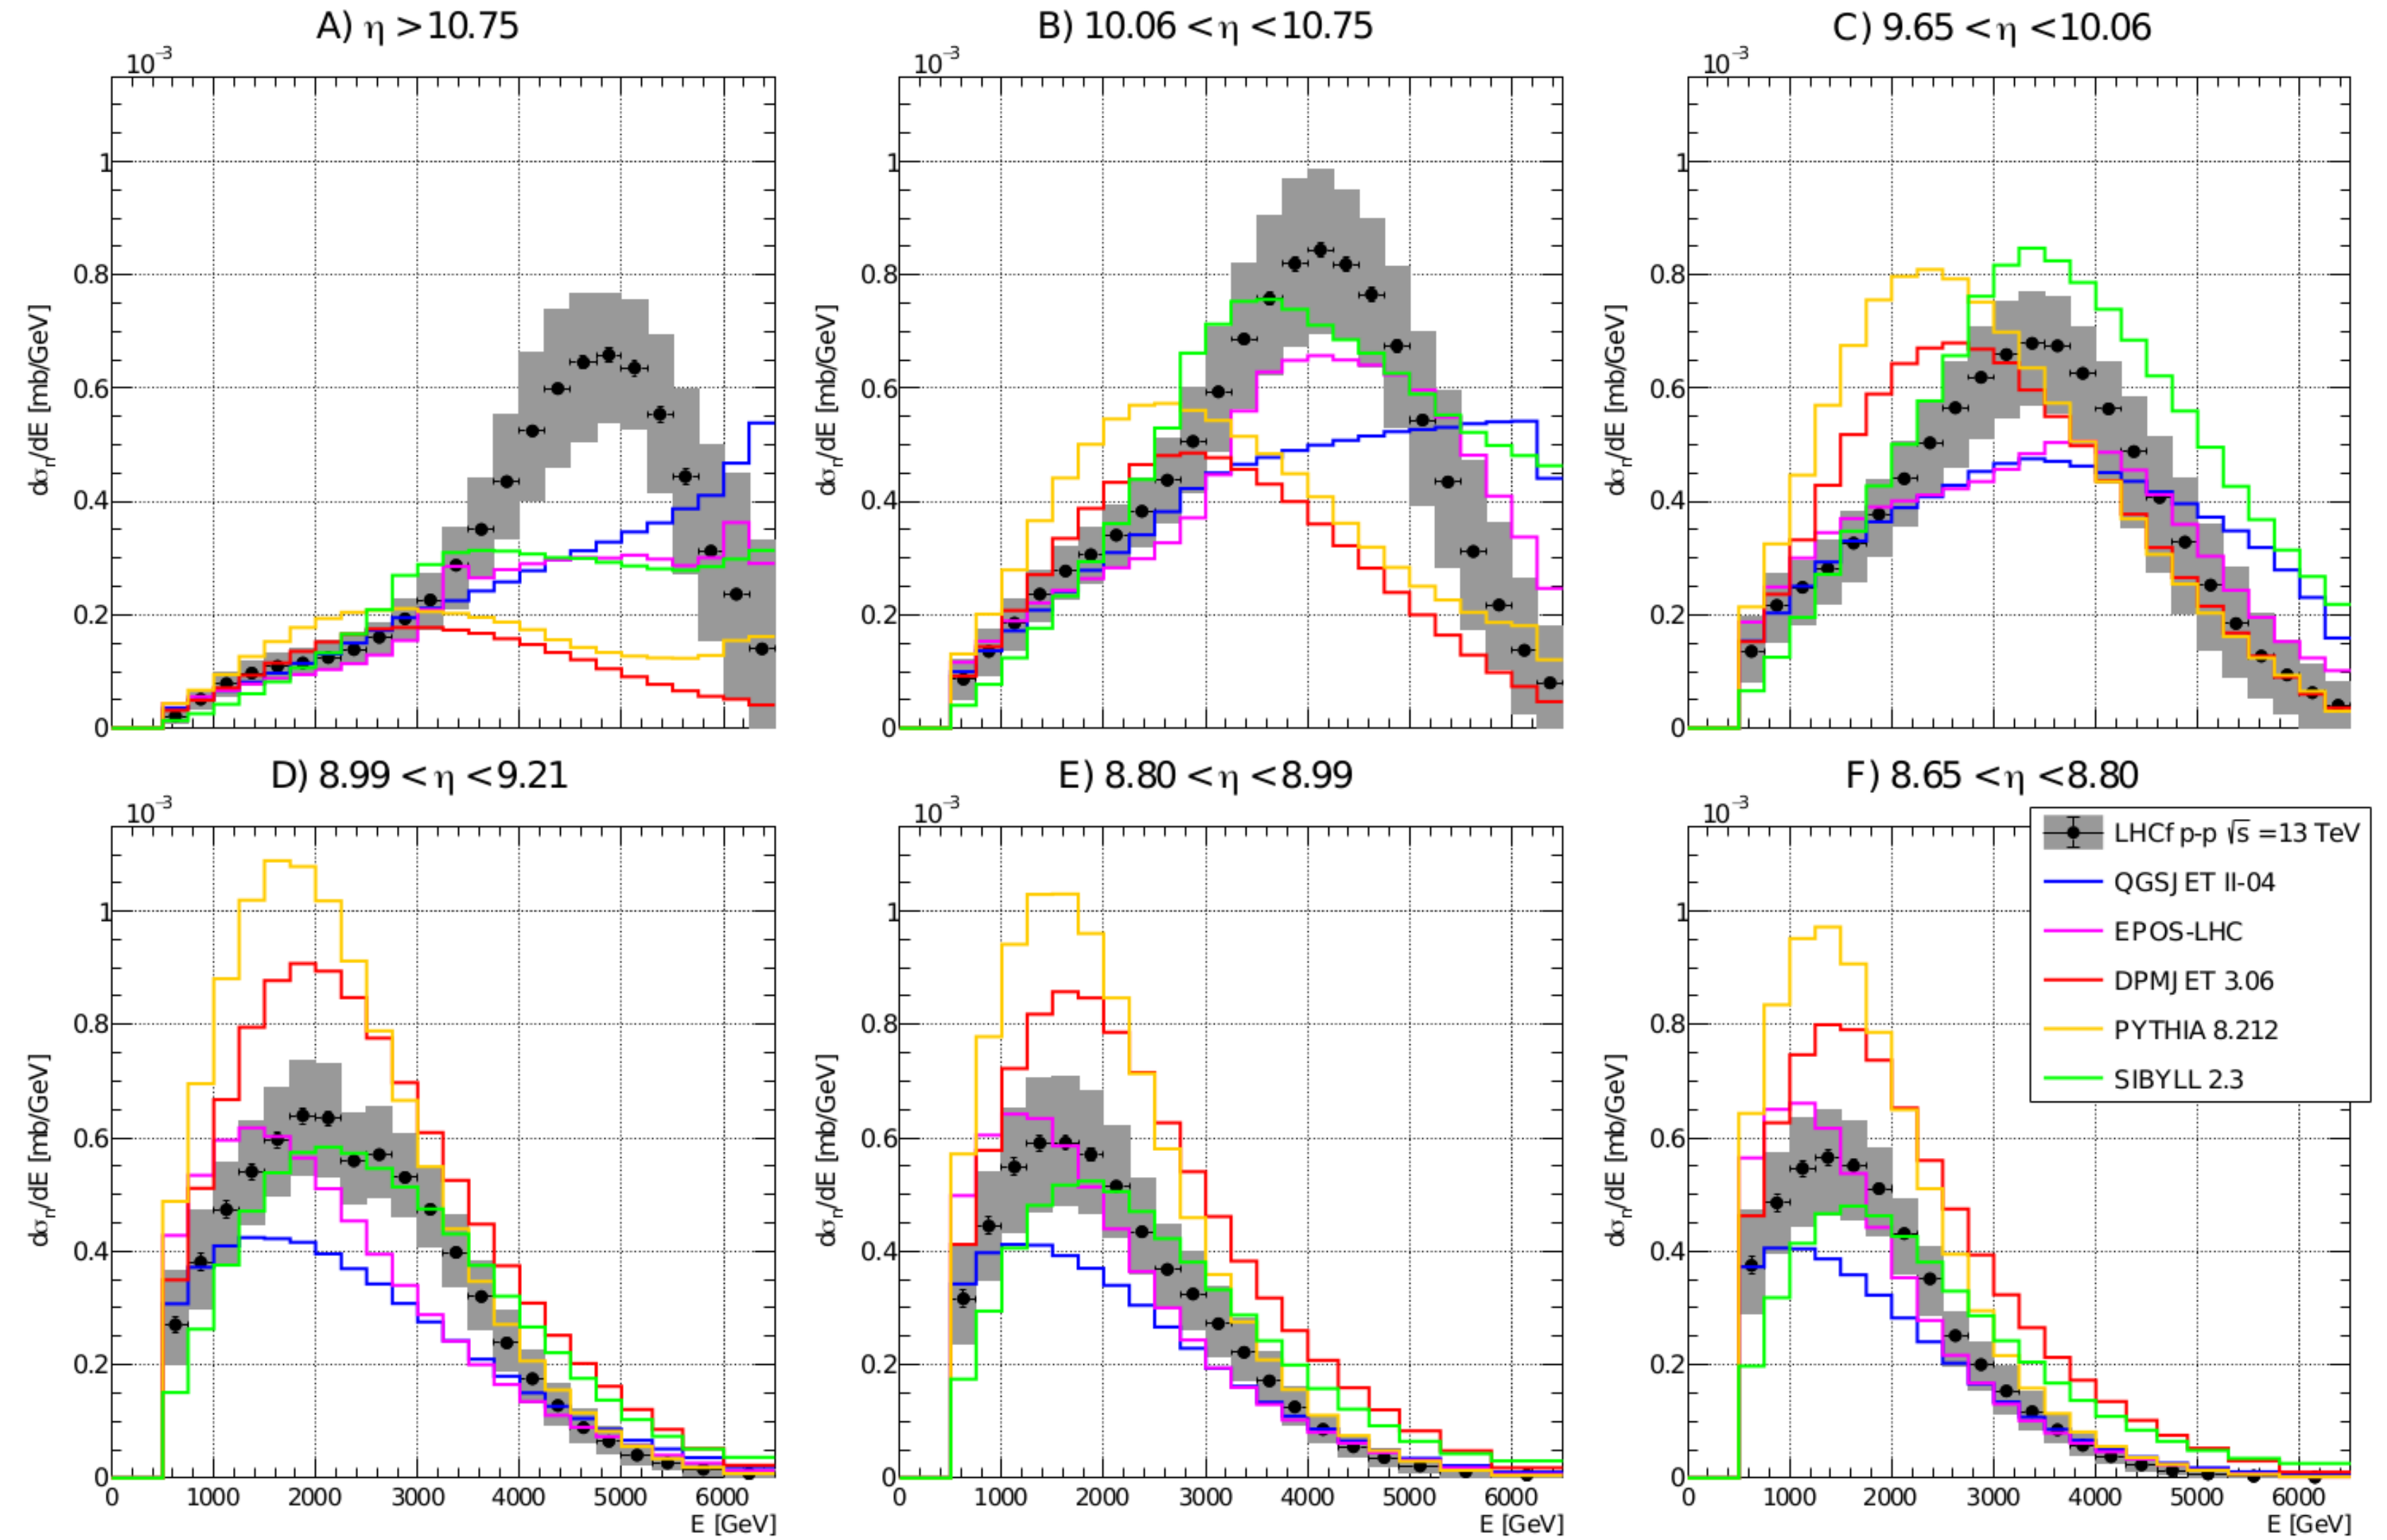 A) η >10.75
B) 10.06 < η <10.75
C) 9.65 < η <10.06
10⁻³
10⁻³
10⁻³
dσₙ/dE [mb/GeV]
dσₙ/dE [mb/GeV]
dσₙ/dE [mb/GeV]
1
0.8
0.6
0.4
0.2
0
1
0.8
0.6
0.4
0.2
0
1
0.8
0.6
0.4
0.2
0
D) 8.99 < η <9.21
E) 8.80 < η <8.99
F) 8.65 < η <8.80
10⁻³
10⁻³
10⁻³
dσₙ/dE [mb/GeV]
dσₙ/dE [mb/GeV]
dσₙ/dE [mb/GeV]
1
0.8
0.6
0.4
0.2
0
1
0.8
0.6
0.4
0.2
0
1
0.8
0.6
0.4
0.2
0
LHCf p-p √s =13 TeV
QGSJET II-04
EPOS-LHC
DPMJET 3.06
PYTHIA 8.212
SIBYLL 2.3
0 1000 2000 3000 4000 5000 6000
0 1000 2000 3000 4000 5000 6000
0 1000 2000 3000 4000 5000 6000
E [GeV]
E [GeV]
E [GeV]